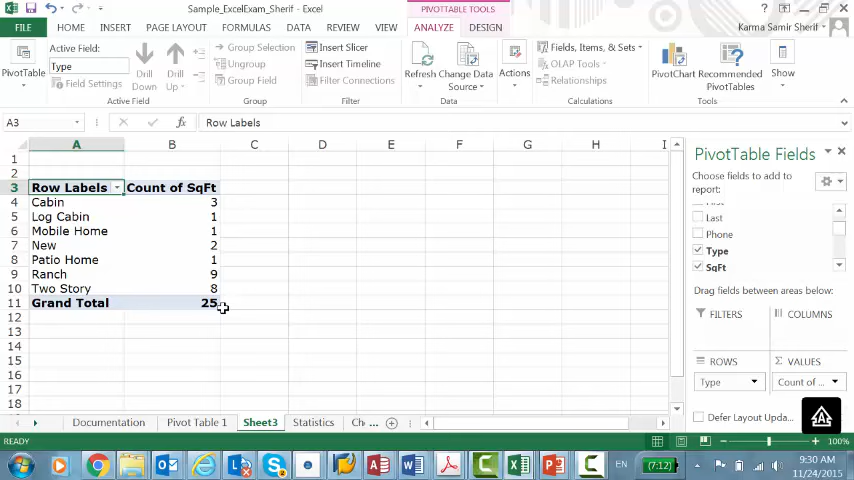 Sample_ExcelExam_Sherif - Excel
PIVOTTABLE TOOLS
FILE HOME INSERT PAGE LAYOUT FORMULAS DATA REVIEW VIEW ANALYZE DESIGN
Karma Samir Sherif
PivotTable
Active Field:
Type
Field Settings
Drill Down
Drill Up
Active Field
Group Selection
Ungroup
Group Field
Group
Insert Slicer
Insert Timeline
Filter Connections
Filter
Refresh
Change Data Source
Data
Actions
Fields, Items, & Sets
OLAP Tools
Relationships
Calculations
PivotChart
Recommended PivotTables
Tools
Show
A3
fx
Row Labels
A B C D E F G H I
1
2
3 Row Labels Count of SqFt
4 Cabin 3
5 Log Cabin 1
6 Mobile Home 1
7 New 2
8 Patio Home 1
9 Ranch 9
10 Two Story 8
11 Grand Total 25
12
13
14
15
16
17
18
PivotTable Fields
Choose fields to add to
report:
Last
Phone
Type
SqFt
Drag fields between areas below:
FILTERS
COLUMNS
ROWS
VALUES
Type
Count of ...
Defer Layout Upda...
Documentation Pivot Table 1 Sheet3 Statistics Ch ...
READY
100%
EN
(7:12)
9:30 AM
11/24/2015